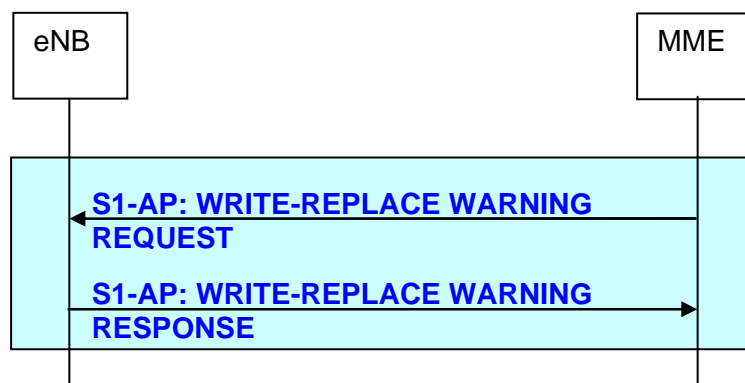 eNB
MME
S1-AP: WRITE-REPLACE WARNING
REQUEST
S1-AP: WRITE-REPLACE WARNING
RESPONSE